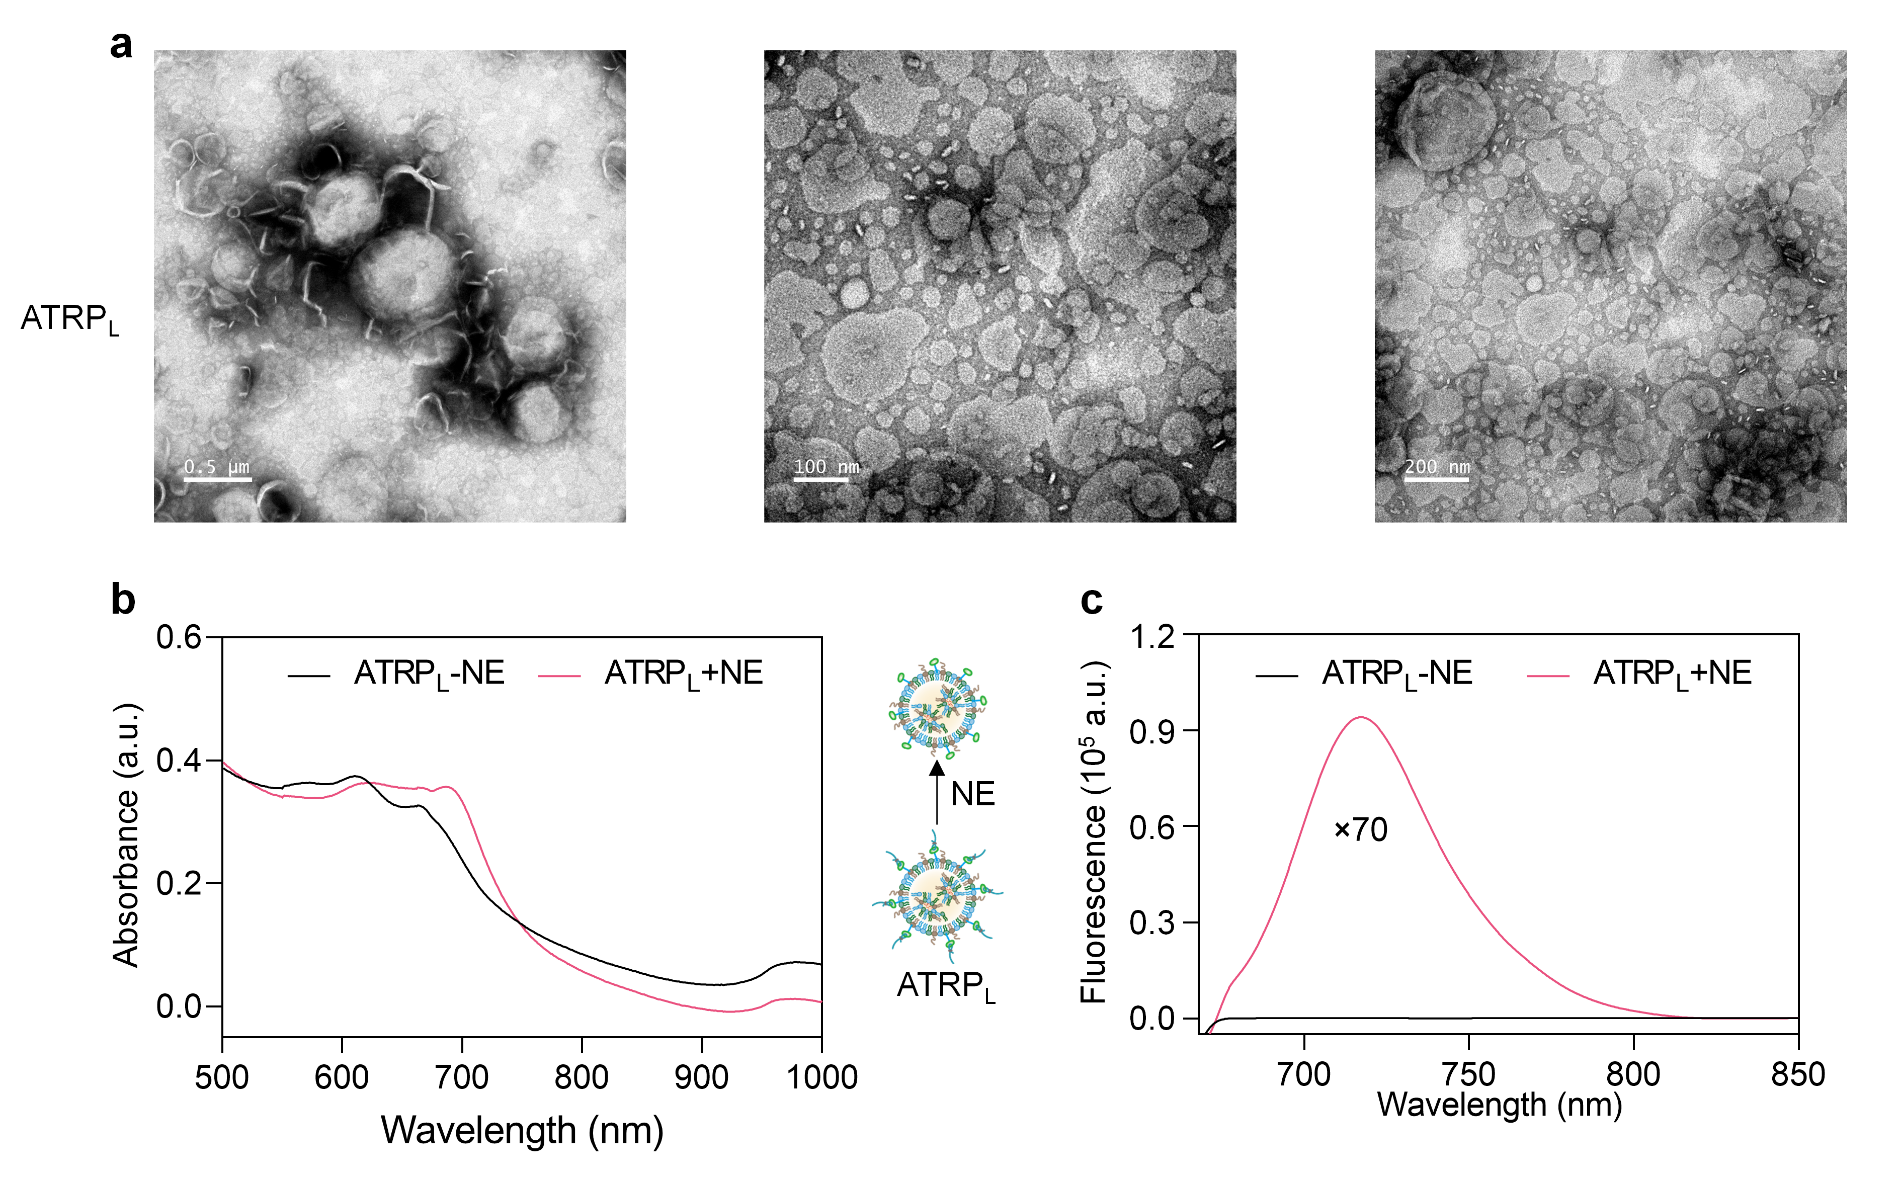 a
ATRPL
0.5 µm
100 nm
200 nm
b
0.6
0.4
0.2
0.0
Absorbance (a.u.)
ATRPL-NE
ATRPL+NE
500 600 700 800 900 1000
Wavelength (nm)
NE
ATRPL
c
1.2
0.9
0.6
0.3
0.0
Fluorescence (10⁵ a.u.)
ATRPL-NE
ATRPL+NE
×70
700 750 800 850
Wavelength (nm)